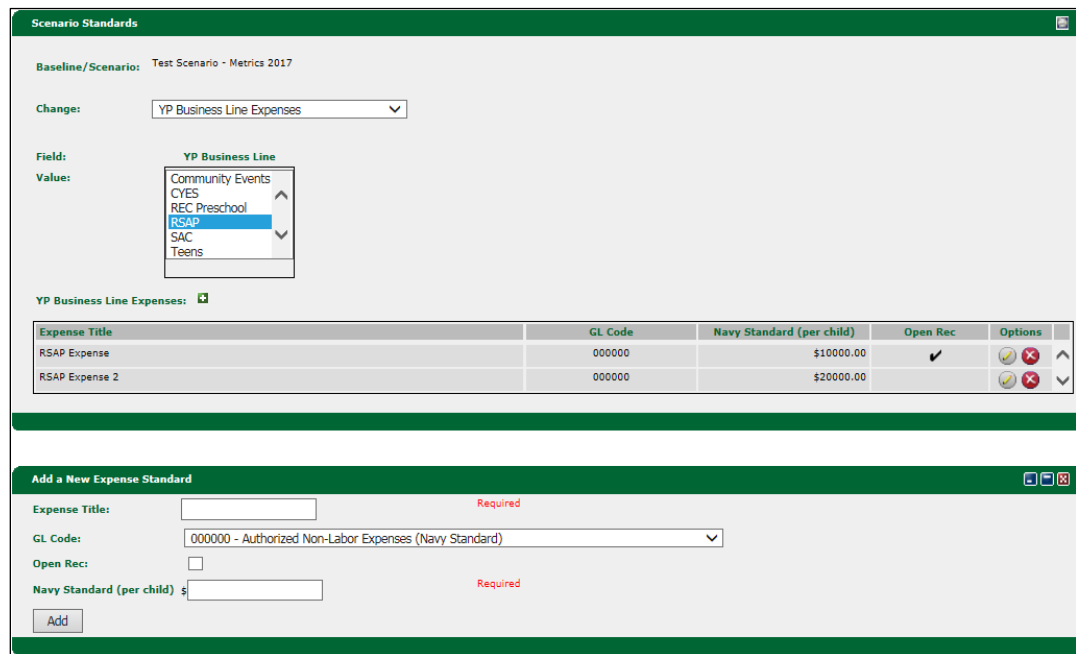 Scenario Standards
Baseline/Scenario: Test Scenario - Metrics 2017
Change: YP Business Line Expenses
Field: YP Business Line
Value: Community Events
CYES
REC Preschool
RSAP
SAC
Teens
YP Business Line Expenses:
Expense Title GL Code Navy Standard (per child) Open Rec Options
RSAP Expense 000000 $10000.00 ✔
RSAP Expense 2 000000 $20000.00
Add a New Expense Standard
Expense Title: Required
GL Code: 000000 - Authorized Non-Labor Expenses (Navy Standard)
Open Rec:
Navy Standard (per child) $ Required
Add